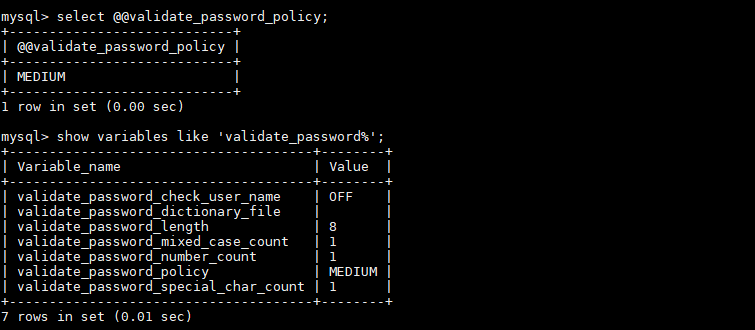 mysql> select @@validate_password_policy;
+----------------------------+
| @@validate_password_policy |
+----------------------------+
| MEDIUM                     |
+----------------------------+
1 row in set (0.00 sec)

mysql> show variables like 'validate_password%';
+--------------------------------------+--------+
| Variable_name                        | Value  |
+--------------------------------------+--------+
| validate_password_check_user_name    | OFF    |
| validate_password_dictionary_file    |        |
| validate_password_length             | 8      |
| validate_password_mixed_case_count   | 1      |
| validate_password_number_count       | 1      |
| validate_password_policy             | MEDIUM |
| validate_password_special_char_count | 1      |
+--------------------------------------+--------+
7 rows in set (0.01 sec)